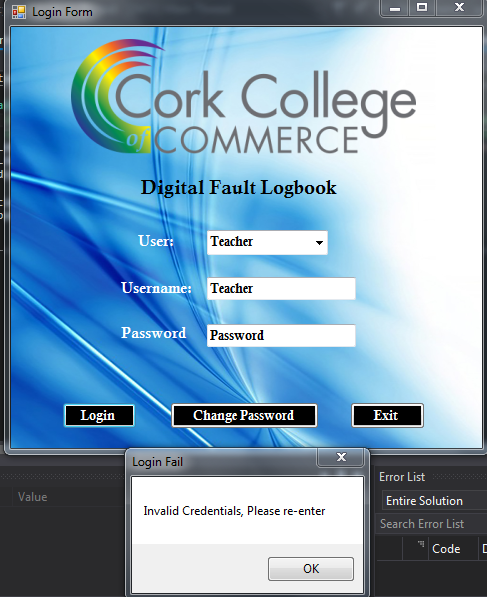 Login Form
Cork College
of COMMERCE
Digital Fault Logbook
User: Teacher
Username: Teacher
Password Password
Login Change Password Exit
Login Fail
Invalid Credentials, Please re-enter
OK
Value
Error List
Entire Solution
Search Error List
Code